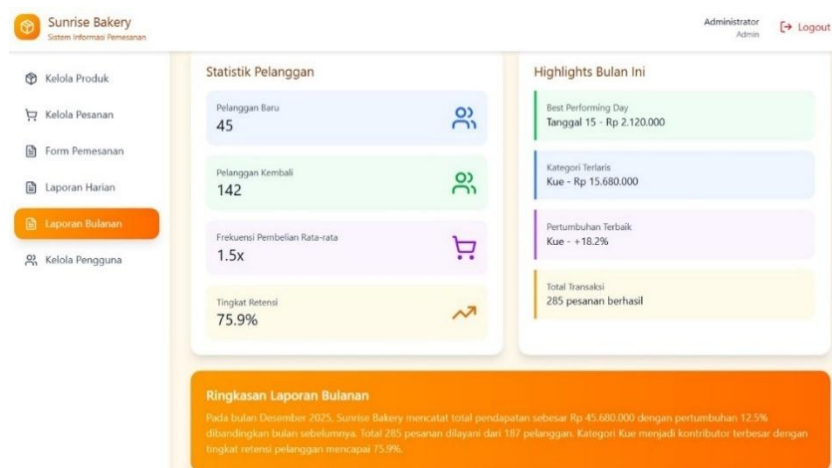 Sunrise Bakery
Sistem Informasi Pemesanan
Administrator
Admin
Logout
Kelola Produk
Kelola Pesanan
Form Pemesanan
Laporan Harian
Laporan Bulanan
Kelola Pengguna
Statistik Pelanggan
Pelanggan Baru
45
Pelanggan Kembali
142
Frekuensi Pembelian Rata-rata
1.5x
Tingkat Retensi
75.9%
Highlights Bulan Ini
Best Performing Day
Tanggal 15 - Rp 2.120.000
Kategori Terlaris
Kue - Rp 15.680.000
Pertumbuhan Terbaik
Kue - +18.2%
Total Transaksi
285 pesanan berhasil
Ringkasan Laporan Bulanan
Pada bulan Desember 2025, Sunrise Bakery mencatat total pendapatan sebesar Rp 45.680.000 dengan pertumbuhan 12.5%
dibandingkan bulan sebelumnya. Total 285 pesanan dilayani dari 187 pelanggan. Kategori Kue menjadi kontributor terbesar dengan
tingkat retensi pelanggan mencapai 75.9%.